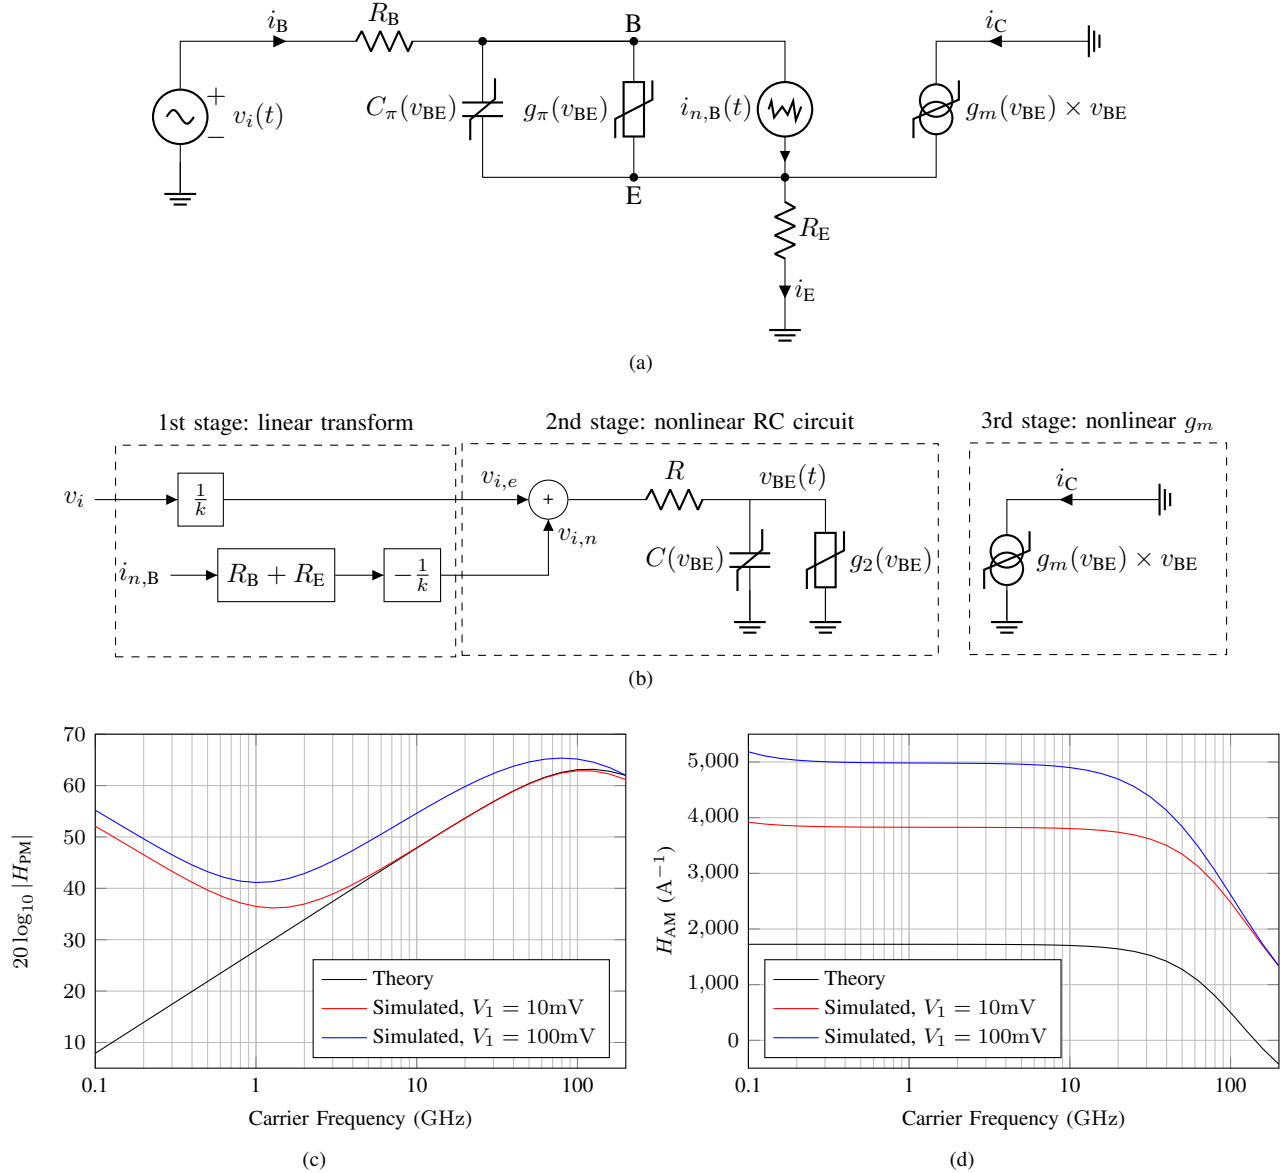 i_B R_B B i_C
+
−
v_i(t) C_π(v_BE) g_π(v_BE) i_{n,B}(t) g_m(v_BE) × v_BE
E
R_E
i_E
(a)
1st stage: linear transform 2nd stage: nonlinear RC circuit 3rd stage: nonlinear g_m
v_i 1/k v_{i,e} + R v_BE(t) i_C
v_{i,n}
i_{n,B} R_B + R_E −1/k C(v_BE) g_2(v_BE) g_m(v_BE) × v_BE
(b)
20 log_10 |H_PM|
70
60
50
40
30
20
10
Theory
Simulated, V_1 = 10mV
Simulated, V_1 = 100mV
0.1 1 10 100
Carrier Frequency (GHz)
(c)
H_AM (A^−1)
5,000
4,000
3,000
2,000
1,000
0
Theory
Simulated, V_1 = 10mV
Simulated, V_1 = 100mV
0.1 1 10 100
Carrier Frequency (GHz)
(d)